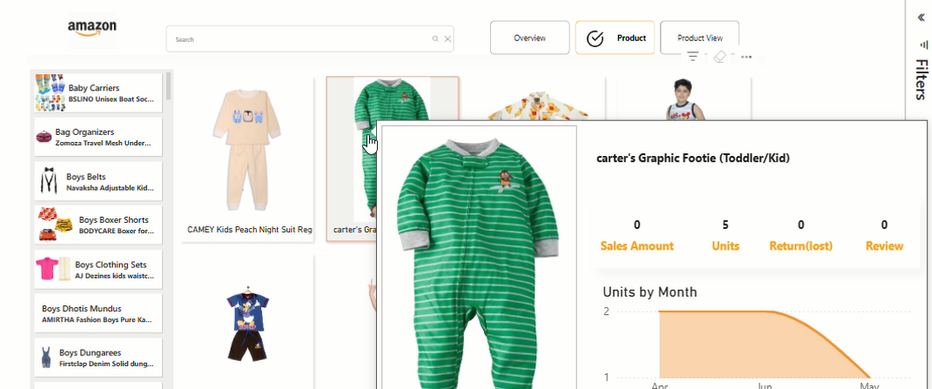 amazon
Search
Overview
Product
Product View
Filters
Baby Carriers
BSLINO Unisex Boat Soc...
Bag Organizers
Zomoza Travel Mesh Under...
Boys Belts
Navaksha Adjustable Kid...
Boys Boxer Shorts
BODYCARE Boxer for...
Boys Clothing Sets
AJ Dezines kids waistc...
Boys Dhotis Mundus
AMIRTHA Fashion Boys Pure Ka...
Boys Dungarees
Firstclap Denim Solid dung...
CAMEY Kids Peach Night Suit Reg
carter's Gra
carter's Graphic Footie (Toddler/Kid)
0 5 0 0
Sales Amount Units Return(lost) Review
Units by Month
2
1
Apr Jun May